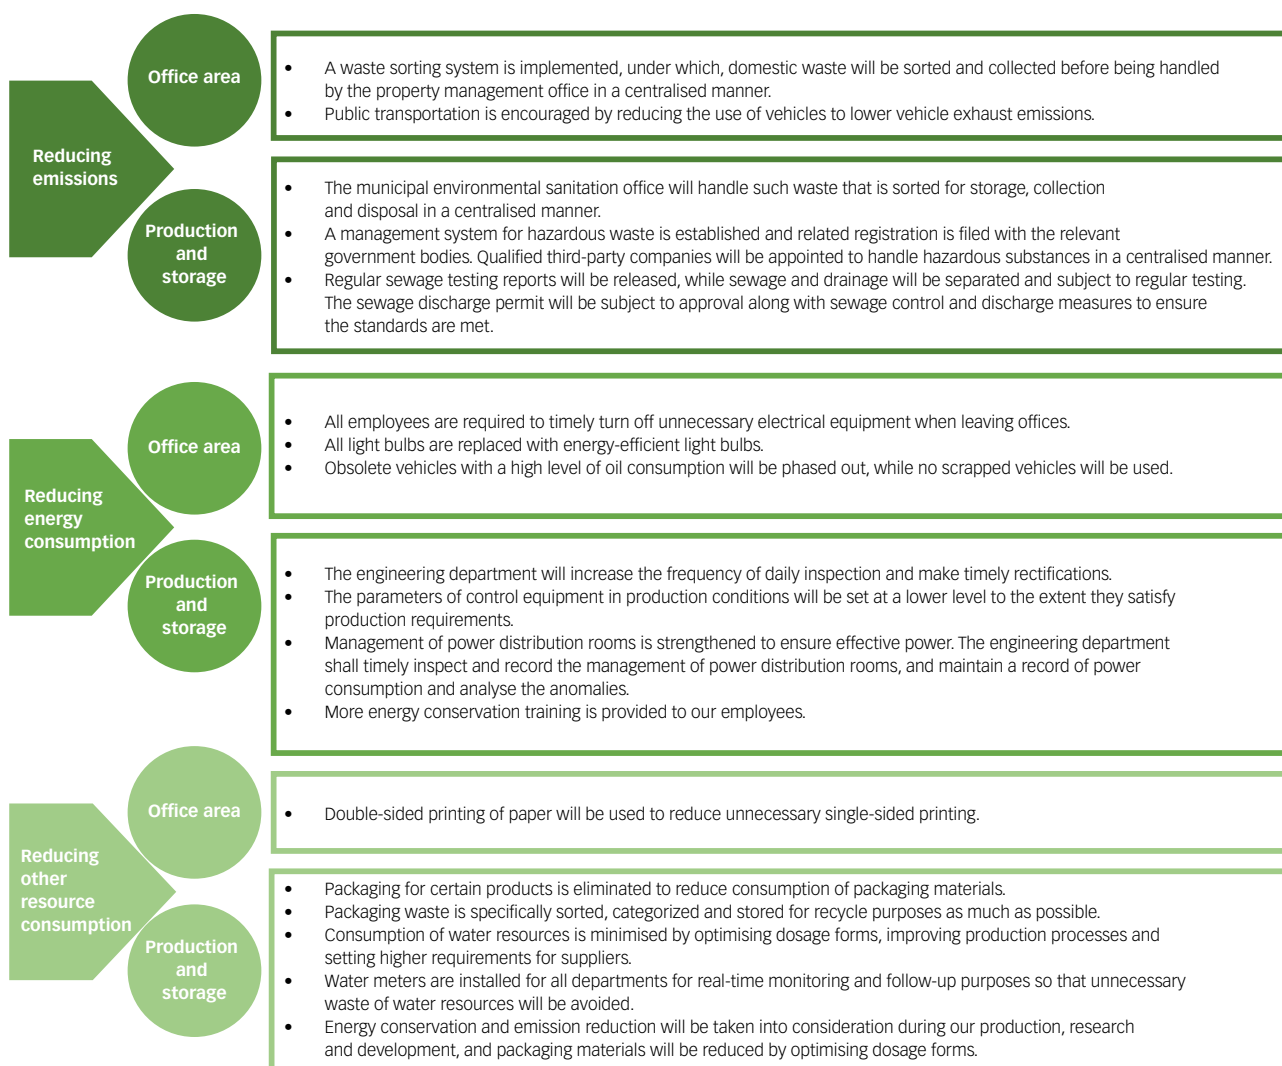 Reducing
emissions
Office area
• A waste sorting system is implemented, under which, domestic waste will be sorted and collected before being handled
by the property management office in a centralised manner.
• Public transportation is encouraged by reducing the use of vehicles to lower vehicle exhaust emissions.
Production
and
storage
• The municipal environmental sanitation office will handle such waste that is sorted for storage, collection
and disposal in a centralised manner.
• A management system for hazardous waste is established and related registration is filed with the relevant
government bodies. Qualified third-party companies will be appointed to handle hazardous substances in a centralised manner.
• Regular sewage testing reports will be released, while sewage and drainage will be separated and subject to regular testing.
The sewage discharge permit will be subject to approval along with sewage control and discharge measures to ensure
the standards are met.
Reducing
energy
consumption
Office area
• All employees are required to timely turn off unnecessary electrical equipment when leaving offices.
• All light bulbs are replaced with energy-efficient light bulbs.
• Obsolete vehicles with a high level of oil consumption will be phased out, while no scrapped vehicles will be used.
Production
and
storage
• The engineering department will increase the frequency of daily inspection and make timely rectifications.
• The parameters of control equipment in production conditions will be set at a lower level to the extent they satisfy
production requirements.
• Management of power distribution rooms is strengthened to ensure effective power. The engineering department
shall timely inspect and record the management of power distribution rooms, and maintain a record of power
consumption and analyse the anomalies.
• More energy conservation training is provided to our employees.
Reducing
other
resource
consumption
Office area
• Double-sided printing of paper will be used to reduce unnecessary single-sided printing.
Production
and
storage
• Packaging for certain products is eliminated to reduce consumption of packaging materials.
• Packaging waste is specifically sorted, categorized and stored for recycle purposes as much as possible.
• Consumption of water resources is minimised by optimising dosage forms, improving production processes and
setting higher requirements for suppliers.
• Water meters are installed for all departments for real-time monitoring and follow-up purposes so that unnecessary
waste of water resources will be avoided.
• Energy conservation and emission reduction will be taken into consideration during our production, research
and development, and packaging materials will be reduced by optimising dosage forms.